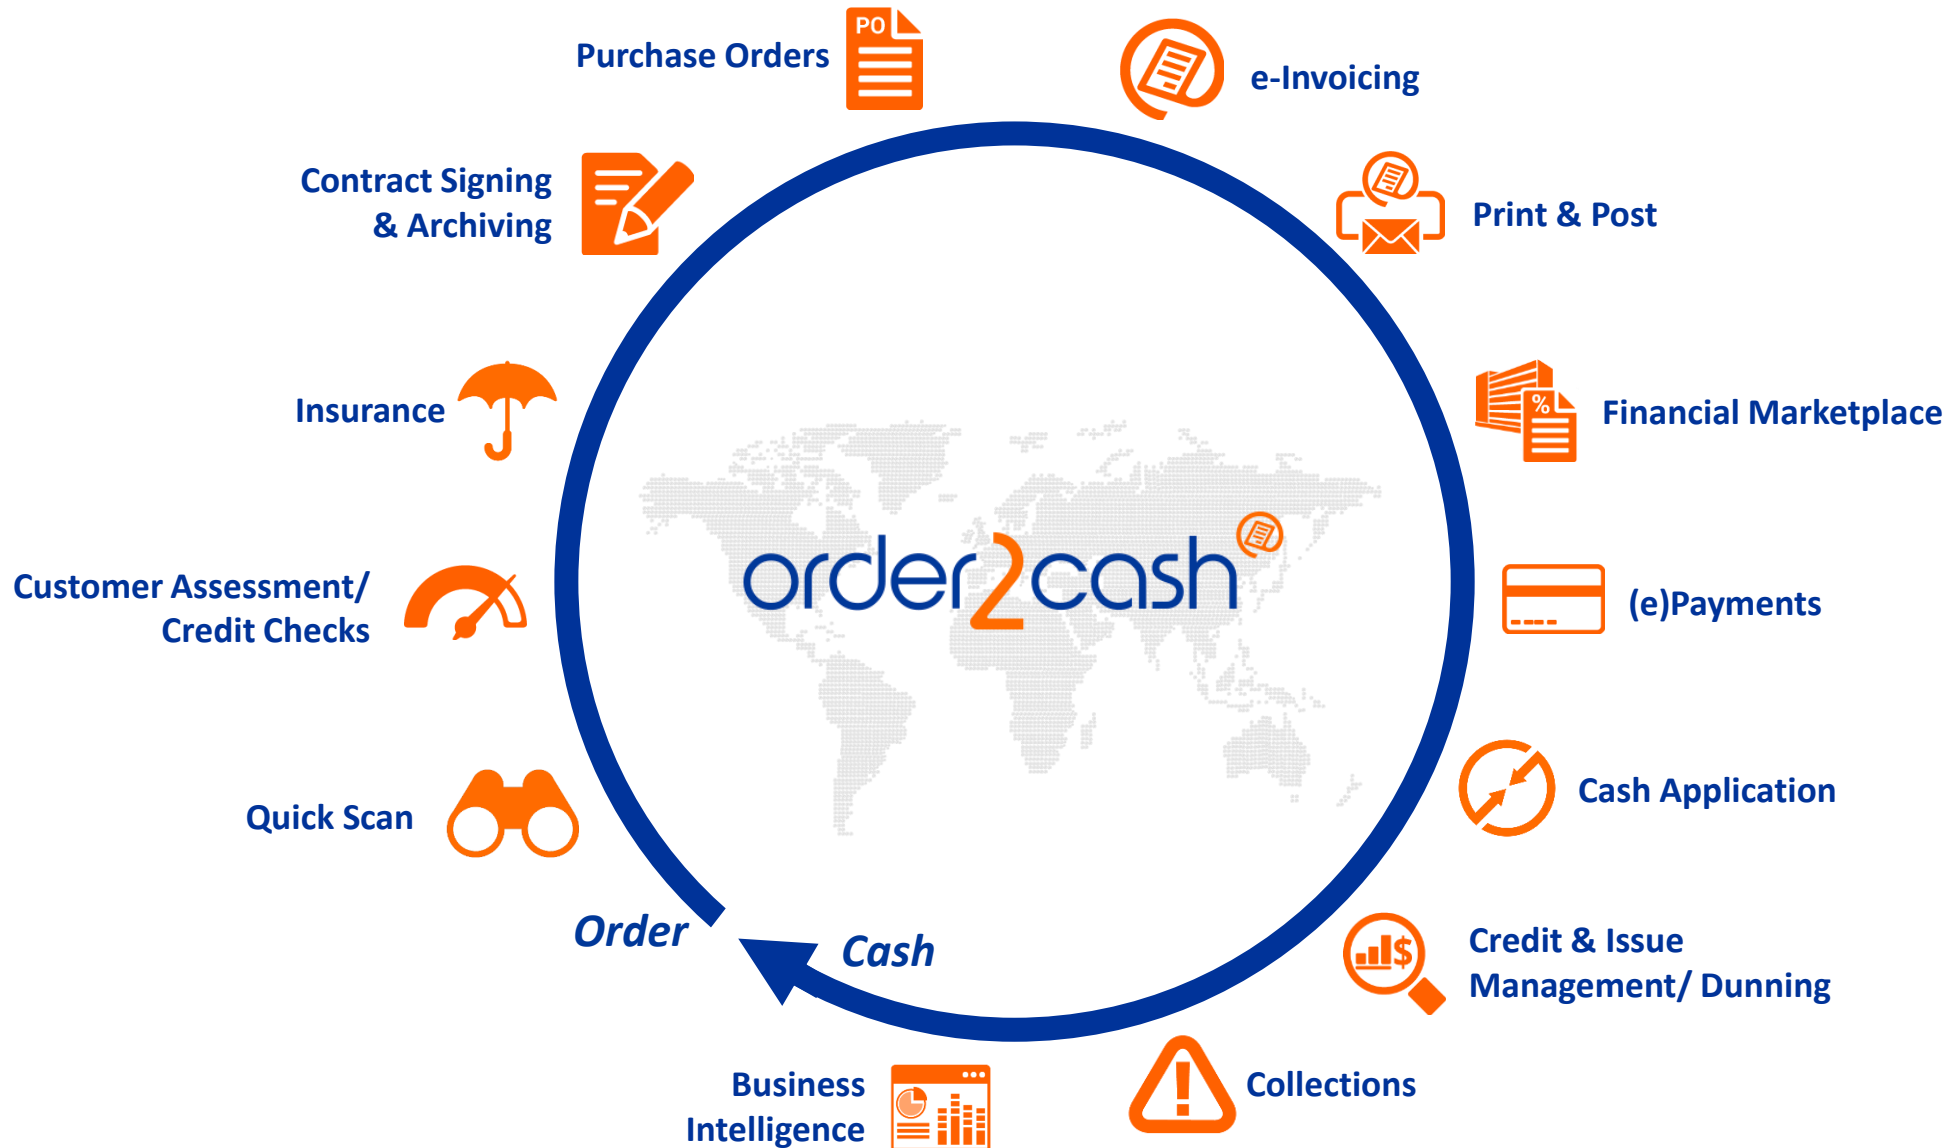 PO
Purchase Orders
e-Invoicing
Contract Signing
& Archiving
Print & Post
Insurance
%
Financial Marketplace
order2cash
Customer Assessment/
Credit Checks
(e)Payments
Quick Scan
Cash Application
Order
Cash
$
Credit & Issue
Management/ Dunning
Business
Intelligence
!
Collections